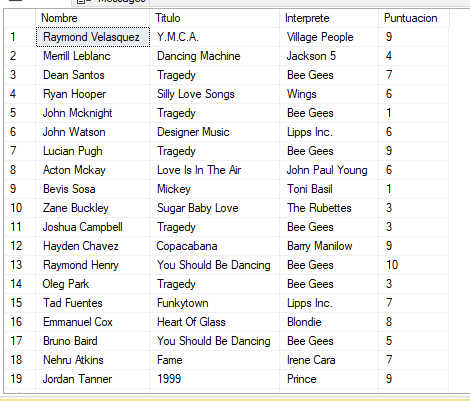 Messages
Nombre Titulo Interprete Puntuacion
1 Raymond Velasquez Y.M.C.A. Village People 9
2 Merrill Leblanc Dancing Machine Jackson 5 4
3 Dean Santos Tragedy Bee Gees 7
4 Ryan Hooper Silly Love Songs Wings 6
5 John Mcknight Tragedy Bee Gees 1
6 John Watson Designer Music Lipps Inc. 6
7 Lucian Pugh Tragedy Bee Gees 9
8 Acton Mckay Love Is In The Air John Paul Young 6
9 Bevis Sosa Mickey Toni Basil 1
10 Zane Buckley Sugar Baby Love The Rubettes 3
11 Joshua Campbell Tragedy Bee Gees 3
12 Hayden Chavez Copacabana Barry Manilow 9
13 Raymond Henry You Should Be Dancing Bee Gees 10
14 Oleg Park Tragedy Bee Gees 3
15 Tad Fuentes Funkytown Lipps Inc. 7
16 Emmanuel Cox Heart Of Glass Blondie 8
17 Bruno Baird You Should Be Dancing Bee Gees 5
18 Nehru Atkins Fame Irene Cara 7
19 Jordan Tanner 1999 Prince 9